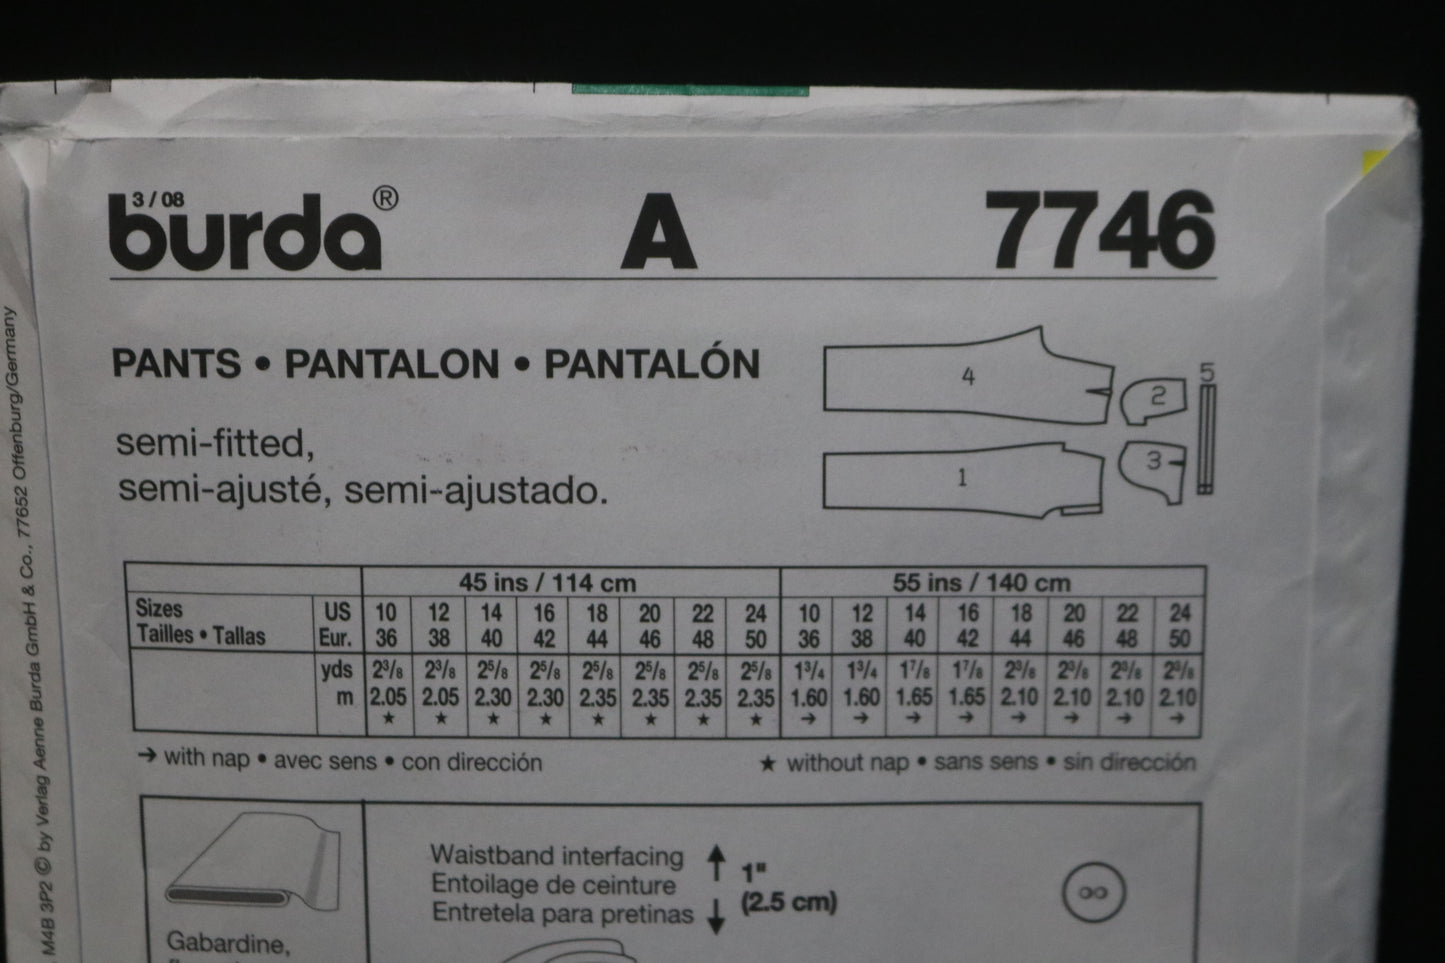 3 / 08
burda® A 7746
PANTS • PANTALON • PANTALÓN
semi-fitted,
semi-ajusté, semi-ajustado.
4 2 5
1 3
45 ins / 114 cm 55 ins / 140 cm
Sizes US 10 12 14 16 18 20 22 24 10 12 14 16 18 20 22 24
Tailles • Tallas Eur. 36 38 40 42 44 46 48 50 36 38 40 42 44 46 48 50
yds 2³/₈ 2³/₈ 2⁵/₈ 2⁵/₈ 2⁵/₈ 2⁵/₈ 2⁵/₈ 2⁵/₈ 1³/₄ 1³/₄ 1⁷/₈ 1⁷/₈ 2³/₈ 2³/₈ 2³/₈ 2³/₈
m 2.05 2.05 2.30 2.30 2.35 2.35 2.35 2.35 1.60 1.60 1.65 1.65 2.10 2.10 2.10 2.10
★ ★ ★ ★ ★ ★ ★ ★ → → → → → → → →
→ with nap • avec sens • con dirección ★ without nap • sans sens • sin dirección
Waistband interfacing
Entoilage de ceinture
Entretela para pretinas
1"
(2.5 cm)
Gabardine,
M4B 3P2 © by Verlag Aenne Burda GmbH & Co., 77652 Offenburg/Germany